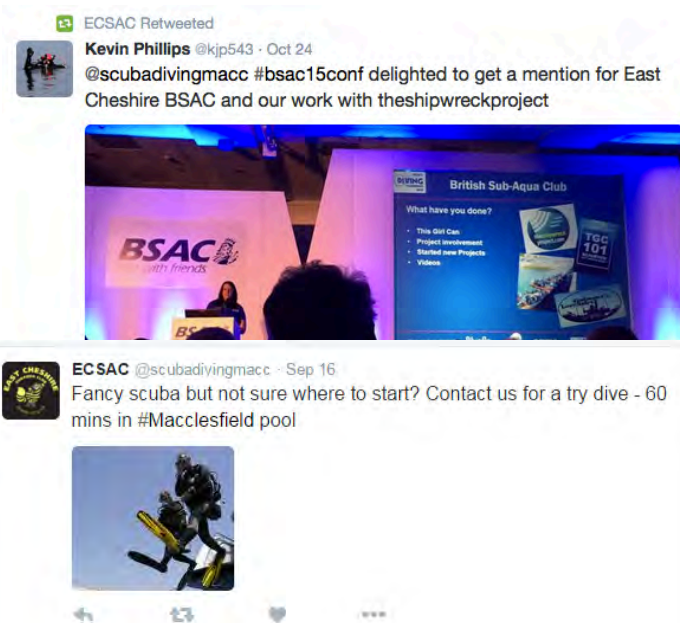 ECSAC Retweeted
Kevin Phillips @kjp543 · Oct 24
@scubadivingmacc #bsac15conf delighted to get a mention for East
Cheshire BSAC and our work with theshipwreckproject
BSAC
with friends
BS
DIVING
British Sub-Aqua Club
What have you done?
• This Girl Can
• Project involvement
• Started new Projects
• Videos
TGC
101
EAST CHESHIRE
ECSAC @scubadivingmacc · Sep 16
Fancy scuba but not sure where to start? Contact us for a try dive - 60
mins in #Macclesfield pool